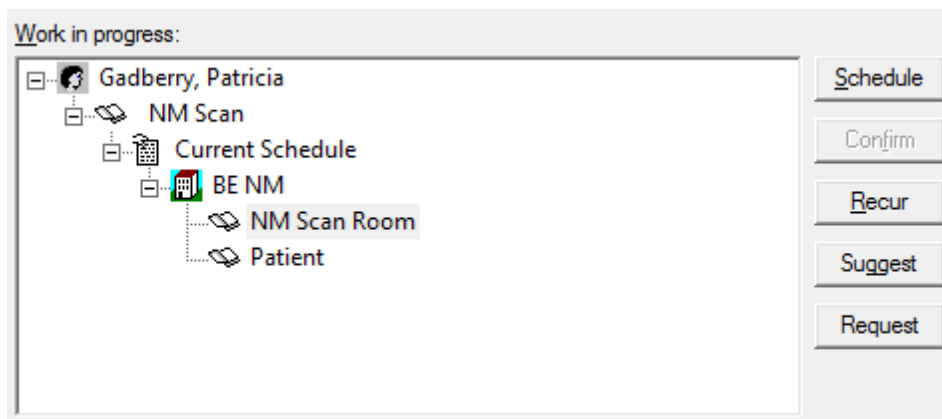 Work in progress:
Gadberry, Patricia
NM Scan
Current Schedule
BE NM
NM Scan Room
Patient
Schedule
Confirm
Recur
Suggest
Request